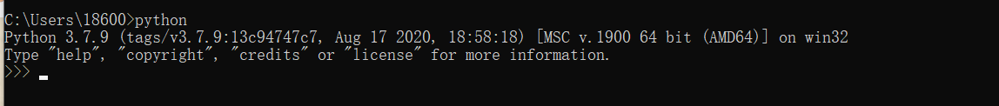 C:\Users\18600>python
Python 3.7.9 (tags/v3.7.9:13c94747c7, Aug 17 2020, 18:58:18) [MSC v.1900 64 bit (AMD64)] on win32
Type "help", "copyright", "credits" or "license" for more information.
>>>